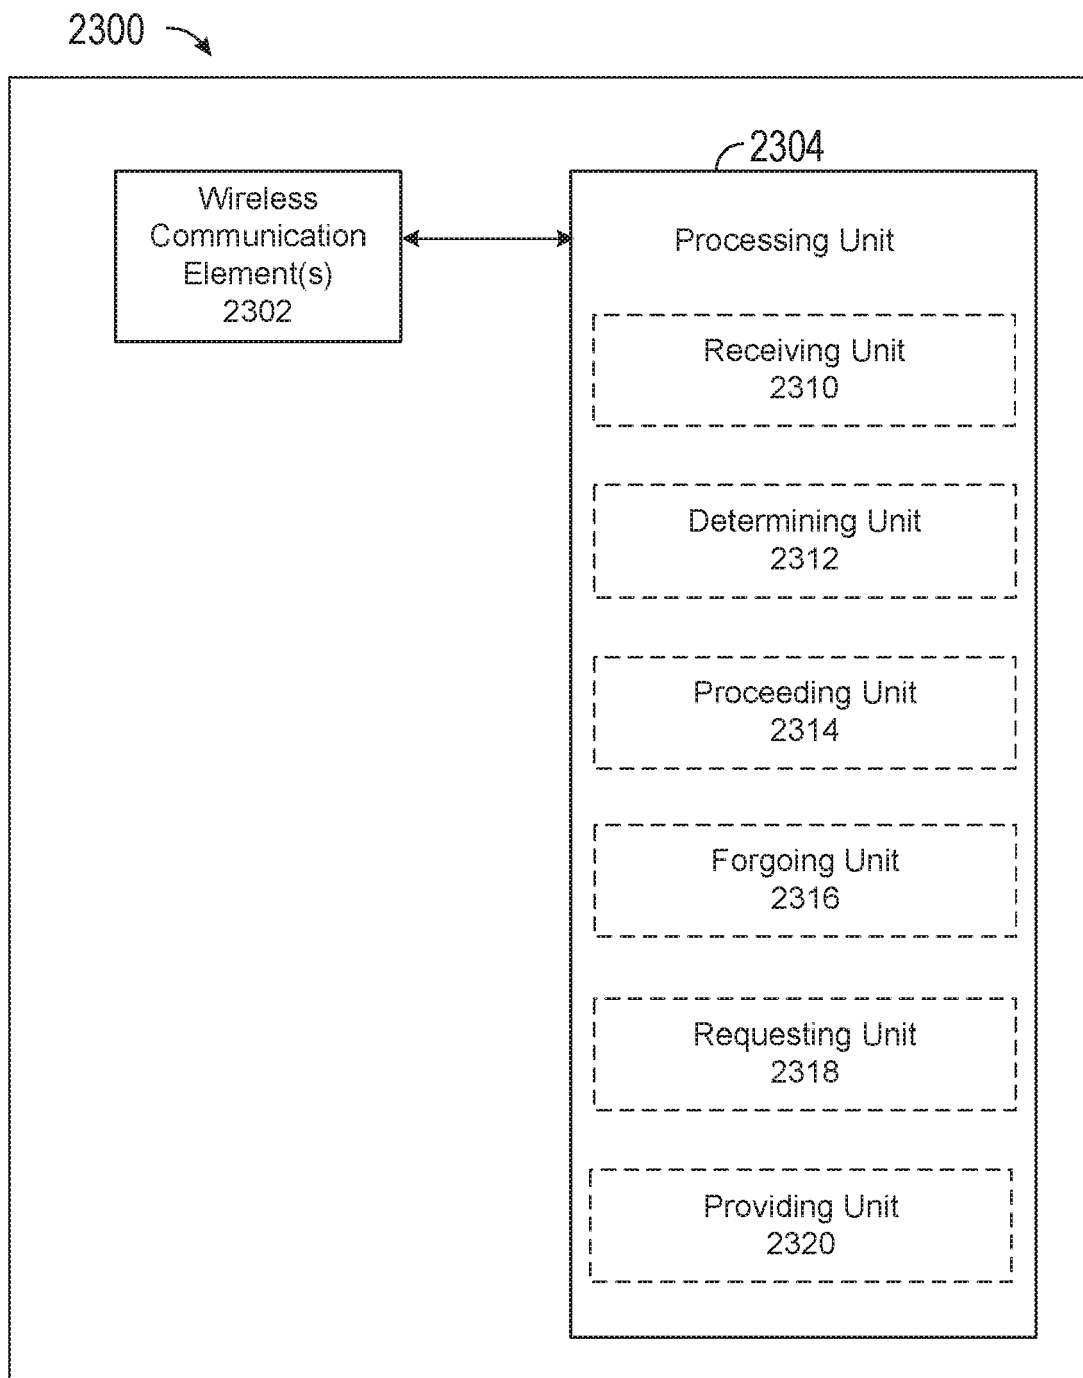 2300
2304
Wireless
Communication
Element(s)
2302
Processing Unit
Receiving Unit
2310
Determining Unit
2312
Proceeding Unit
2314
Forgoing Unit
2316
Requesting Unit
2318
Providing Unit
2320